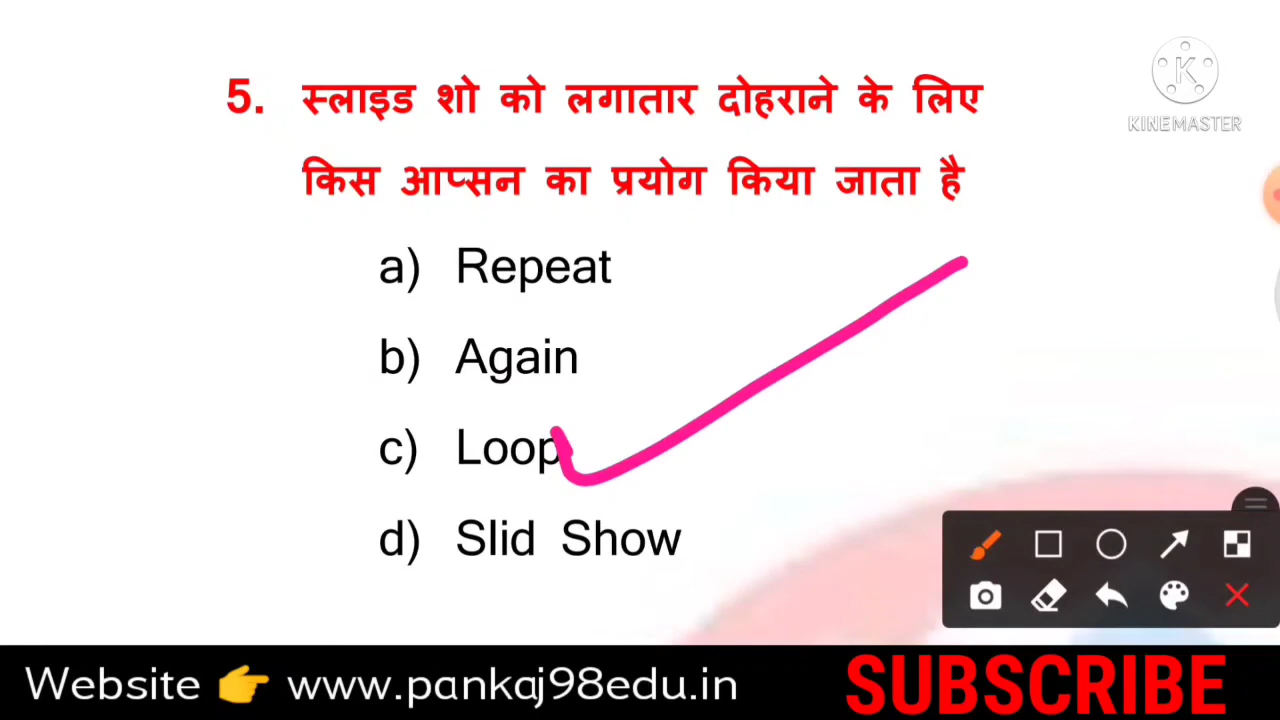 5. स्लाइड शो को लगातार दोहराने के लिए
KINEMASTER
किस आप्सन का प्रयोग किया जाता है
a) Repeat
b) Again
c) Loop
d) Slid Show
Website 👉 www.pankaj98edu.in
SUBSCRIBE